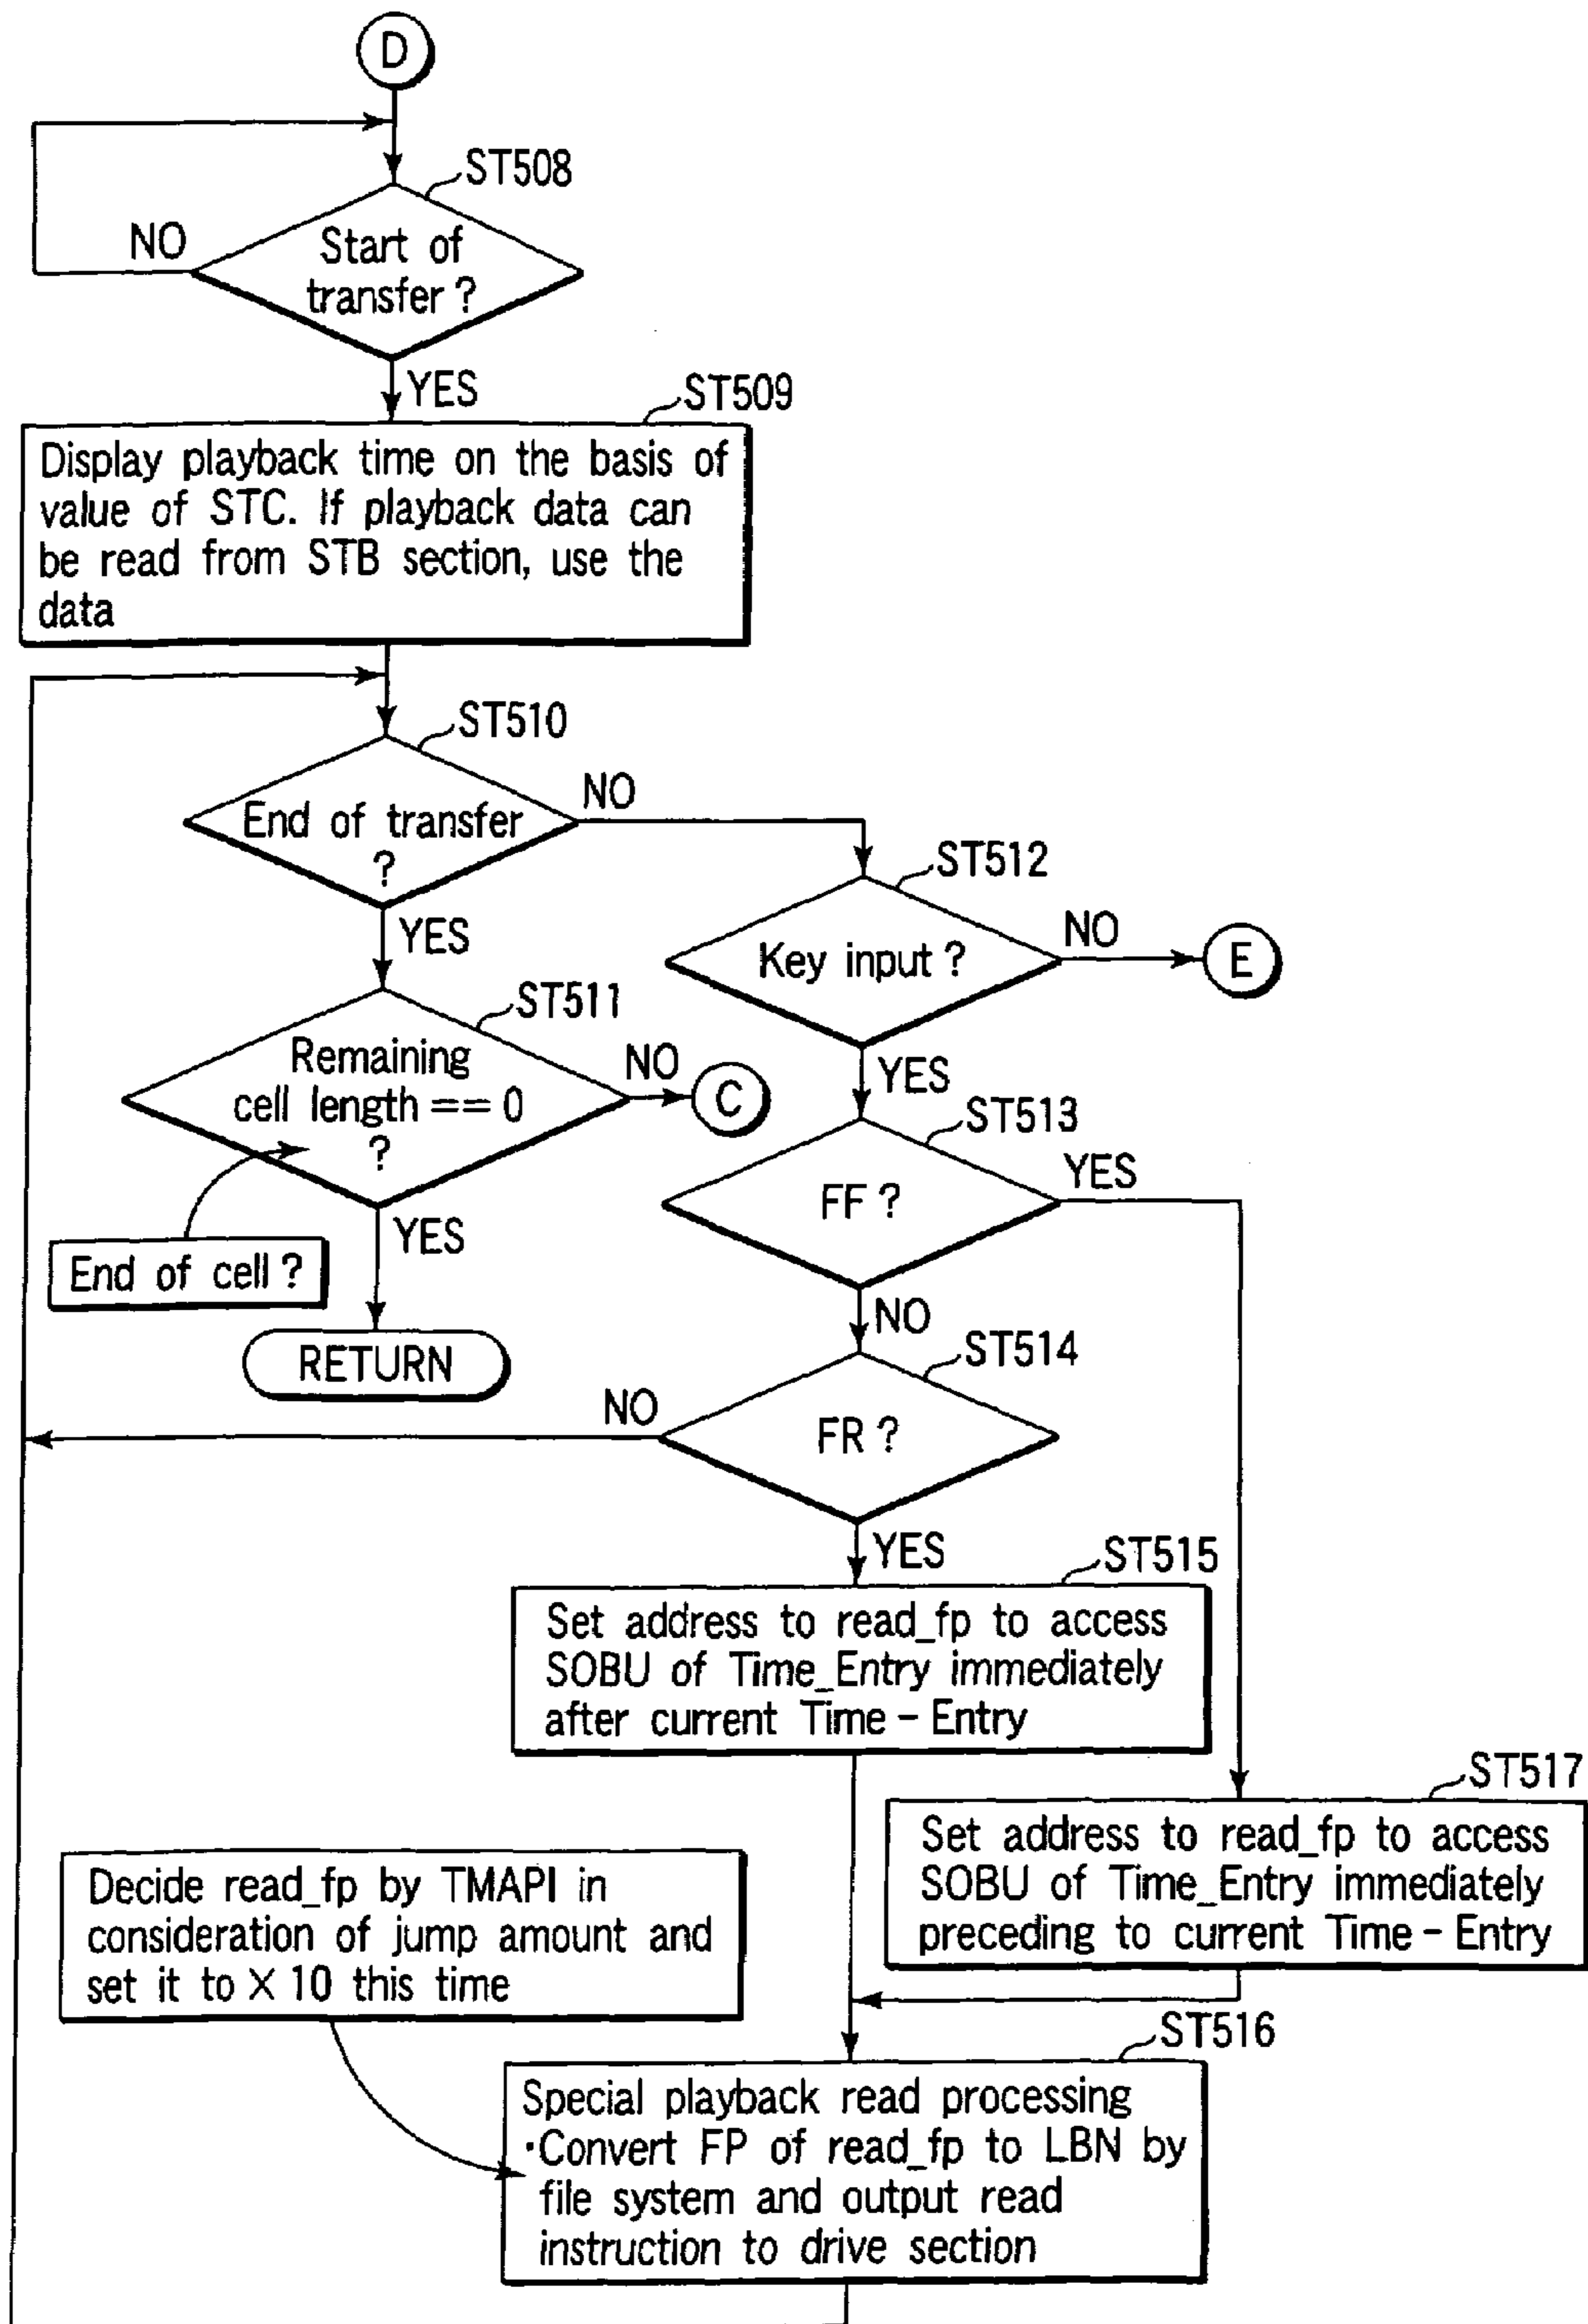 D
ST508
NO
Start of
transfer ?
YES
ST509
Display playback time on the basis of
value of STC. If playback data can
be read from STB section, use the
data
ST510
NO
End of transfer
?
ST512
YES
NO
Key input ?
E
ST511
Remaining
cell length == 0
?
NO
C
YES
ST513
YES
FF ?
YES
End of cell ?
NO
RETURN
ST514
NO
FR ?
YES
ST515
Set address to read_fp to access
SOBU of Time_Entry immediately
after current Time - Entry
ST517
Set address to read_fp to access
SOBU of Time_Entry immediately
preceding to current Time - Entry
Decide read_fp by TMAPI in
consideration of jump amount and
set it to × 10 this time
ST516
Special playback read processing
·Convert FP of read_fp to LBN by
file system and output read
instruction to drive section